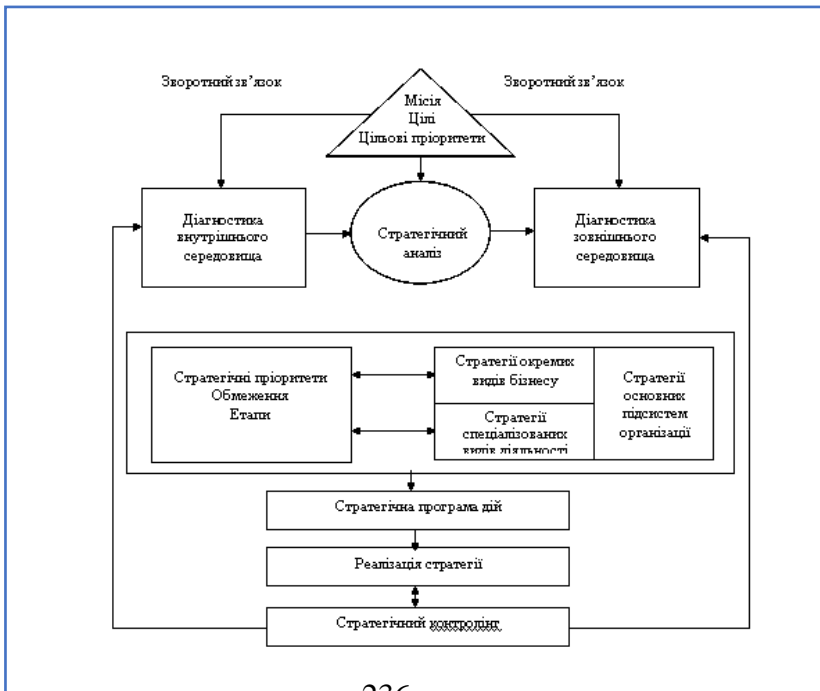 Зворотний зв’язок
Зворотний зв’язок
Місія
Цілі
Цільові пріоритети
Діагностика
внутрішнього
середовища
Стратегічний
аналіз
Діагностика
зовнішнього
середовища
Стратегічні пріоритети
Обмеження
Етапи
Стратегії окремих
видів бізнесу
Стратегії
спеціалізованих
видів діяльності
Стратегії
основних
підсистем
організації
Стратегічна програма дій
Реалізація стратегії
Стратегічний контролінг
236